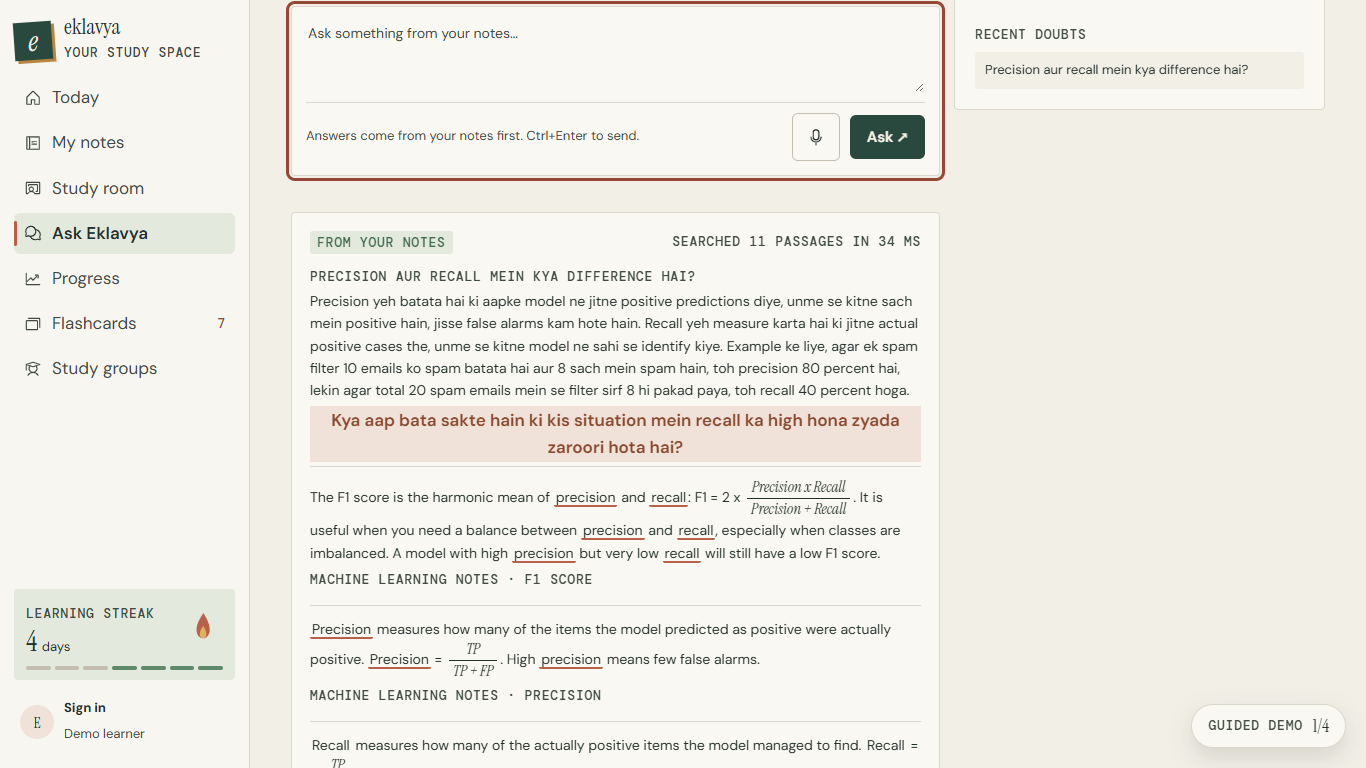 e
eklavya
YOUR STUDY SPACE
Today
My notes
Study room
Ask Eklavya
Progress
Flashcards 7
Study groups
LEARNING STREAK
4 days
E
Sign in
Demo learner
Ask something from your notes…
Answers come from your notes first. Ctrl+Enter to send.
Ask ↗
FROM YOUR NOTES
SEARCHED 11 PASSAGES IN 34 MS
PRECISION AUR RECALL MEIN KYA DIFFERENCE HAI?
Precision yeh batata hai ki aapke model ne jitne positive predictions diye, unme se kitne sach
mein positive hain, jisse false alarms kam hote hain. Recall yeh measure karta hai ki jitne actual
positive cases the, unme se kitne model ne sahi se identify kiye. Example ke liye, agar ek spam
filter 10 emails ko spam batata hai aur 8 sach mein spam hain, toh precision 80 percent hai,
lekin agar total 20 spam emails mein se filter sirf 8 hi pakad paya, toh recall 40 percent hoga.
Kya aap bata sakte hain ki kis situation mein recall ka high hona zyada
zaroori hota hai?
The F1 score is the harmonic mean of precision and recall: F1 = 2 x Precision x Recall / Precision + Recall. It is
useful when you need a balance between precision and recall, especially when classes are
imbalanced. A model with high precision but very low recall will still have a low F1 score.
MACHINE LEARNING NOTES · F1 SCORE
Precision measures how many of the items the model predicted as positive were actually
positive. Precision = TP / TP + FP. High precision means few false alarms.
MACHINE LEARNING NOTES · PRECISION
Recall measures how many of the actually positive items the model managed to find. Recall =
TP
RECENT DOUBTS
Precision aur recall mein kya difference hai?
GUIDED DEMO 1/4